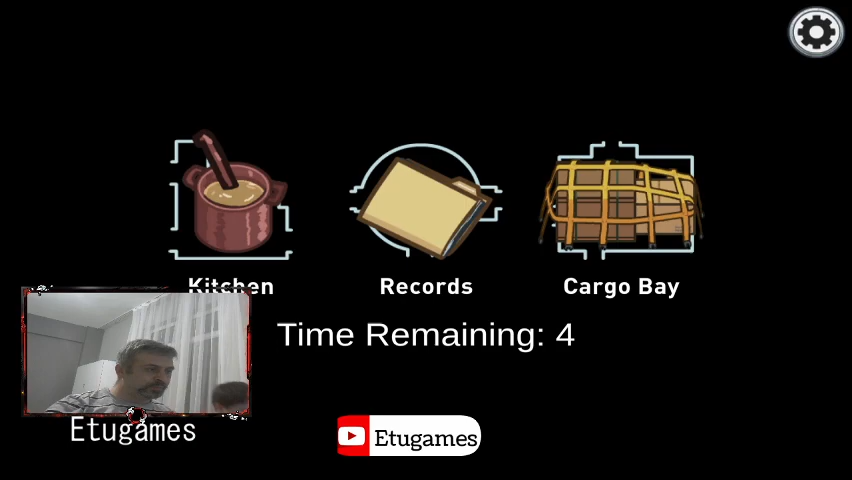 Kitchen
Records
Cargo Bay
Time Remaining: 4
Etugames
Etugames